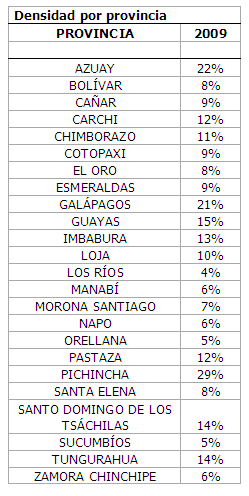 Densidad por provincia
PROVINCIA 2009
AZUAY 22%
BOLÍVAR 8%
CAÑAR 9%
CARCHI 12%
CHIMBORAZO 11%
COTOPAXI 9%
EL ORO 8%
ESMERALDAS 9%
GALÁPAGOS 21%
GUAYAS 15%
IMBABURA 13%
LOJA 10%
LOS RÍOS 4%
MANABÍ 6%
MORONA SANTIAGO 7%
NAPO 6%
ORELLANA 5%
PASTAZA 12%
PICHINCHA 29%
SANTA ELENA 8%
SANTO DOMINGO DE LOS
TSÁCHILAS 14%
SUCUMBÍOS 5%
TUNGURAHUA 14%
ZAMORA CHINCHIPE 6%